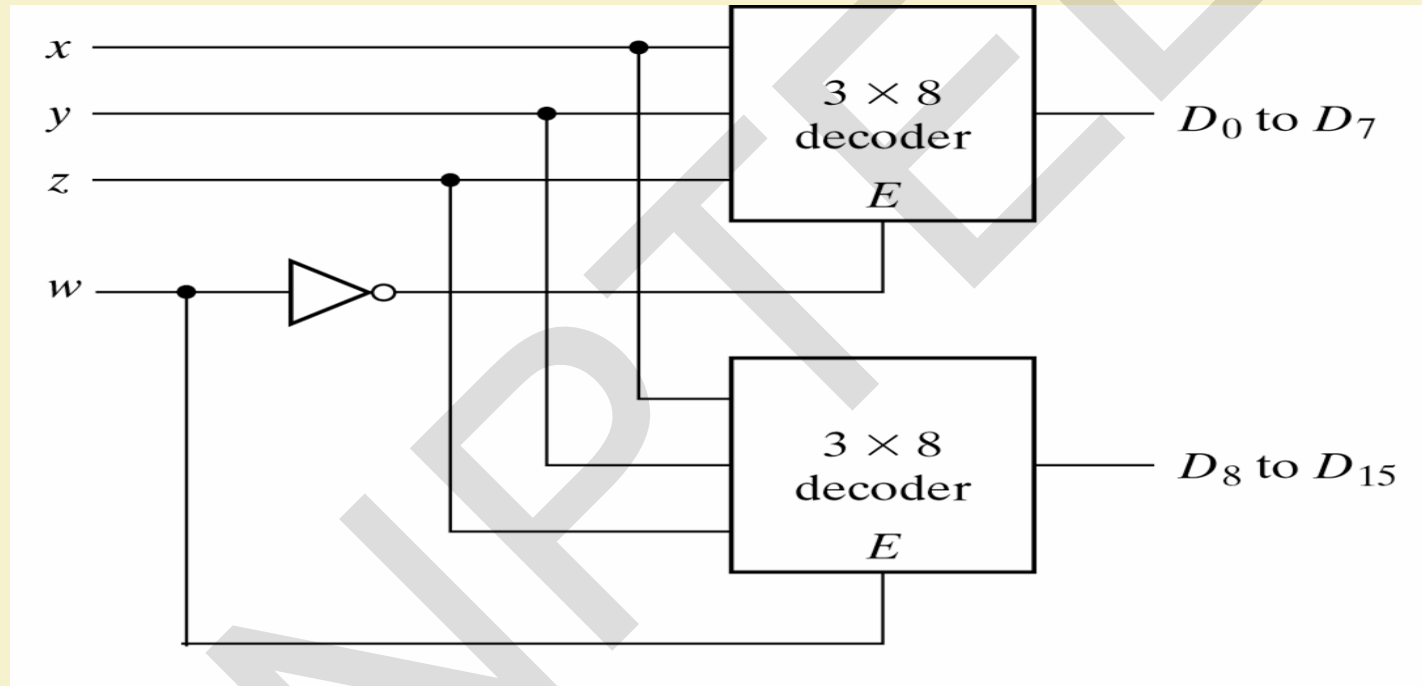 x
y
z
w
3 × 8
decoder
E
D0 to D7
3 × 8
decoder
E
D8 to D15
NPTEL